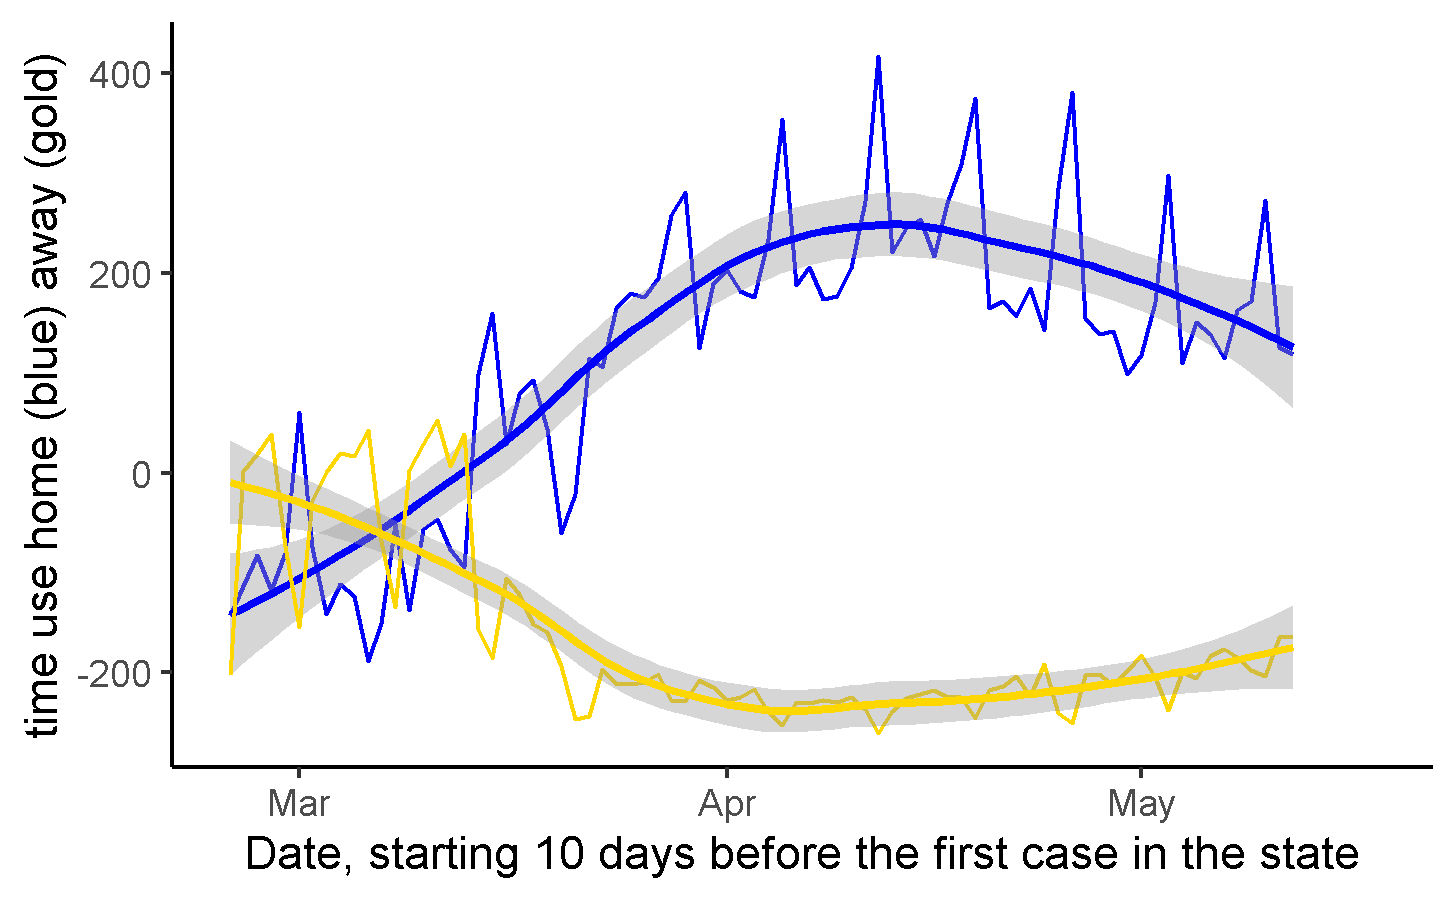 time use home (blue) away (gold)
400
200
0
-200
Mar
Apr
May
Date, starting 10 days before the first case in the state